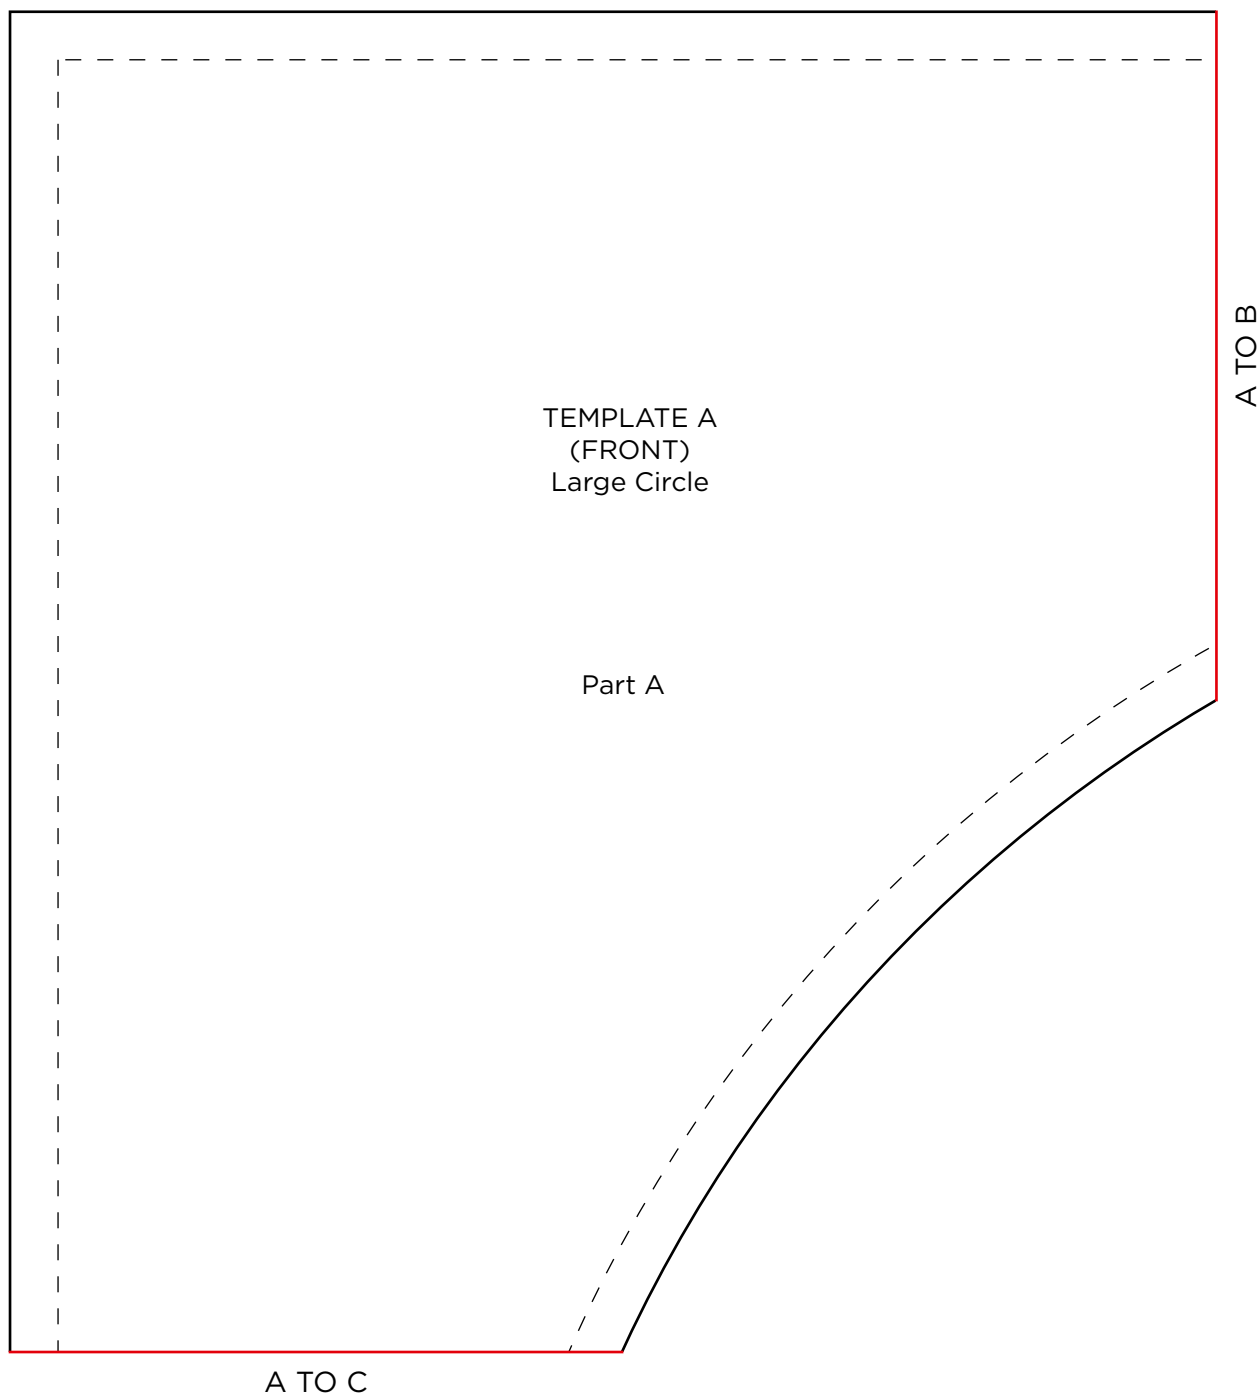 A TO B
TEMPLATE A
(FRONT)
Large Circle
Part A
A TO C